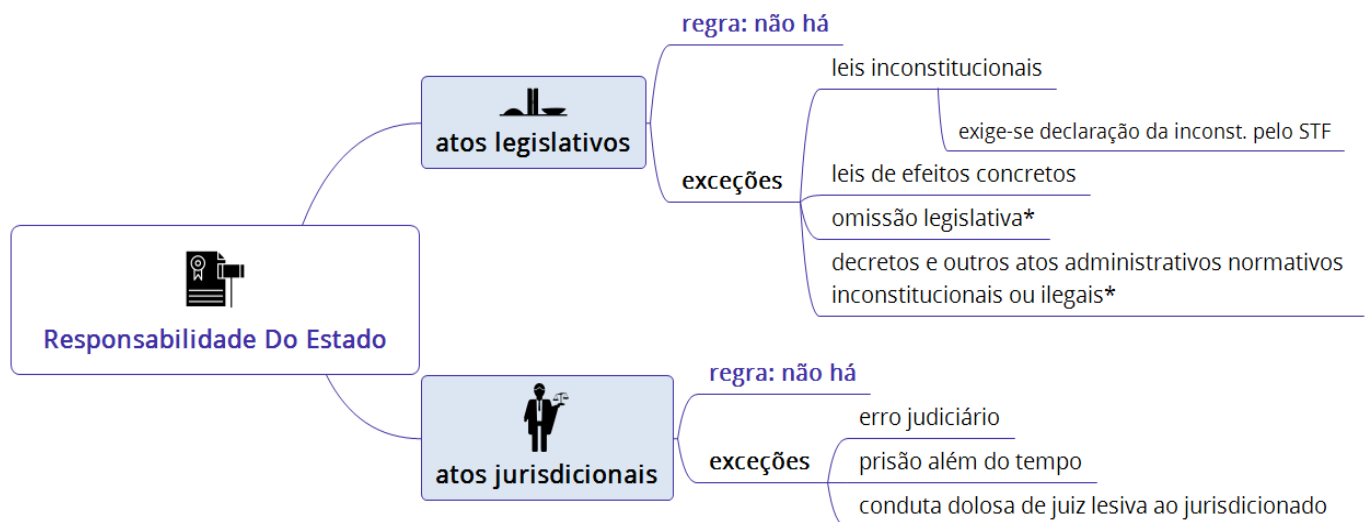 Responsabilidade Do Estado
atos legislativos
regra: não há
exceções
leis inconstitucionais
exige-se declaração da inconst. pelo STF
leis de efeitos concretos
omissão legislativa*
decretos e outros atos administrativos normativos
inconstitucionais ou ilegais*
atos jurisdicionais
regra: não há
exceções
erro judiciário
prisão além do tempo
conduta dolosa de juiz lesiva ao jurisdicionado